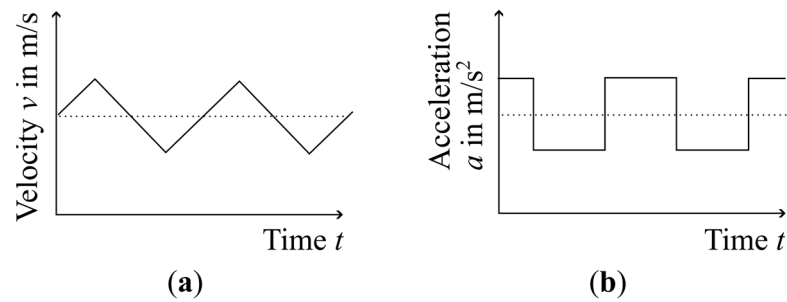 Velocity v in m/s
Time t
(a)
Acceleration
a in m/s²
Time t
(b)